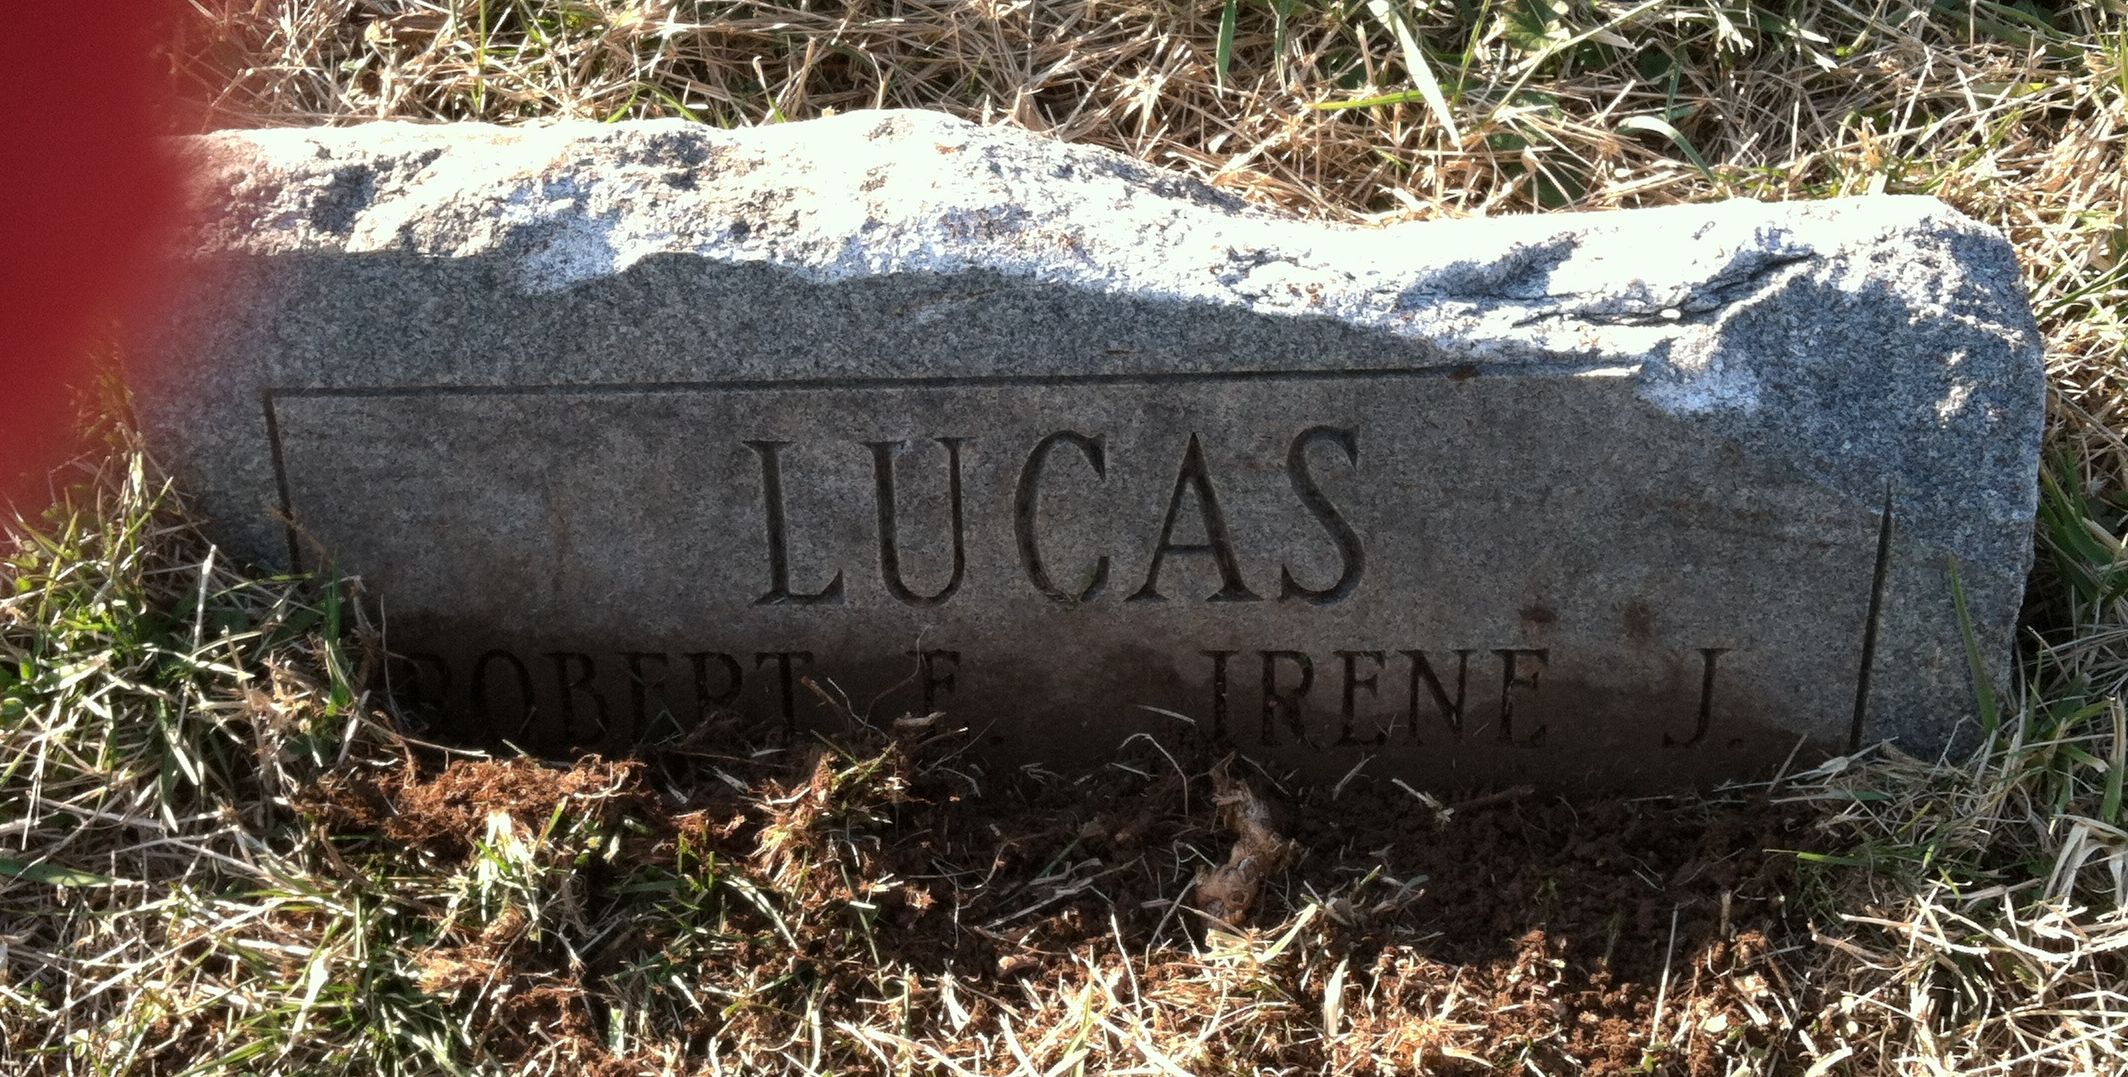 LUCAS
ROBERT E. IRENE J.